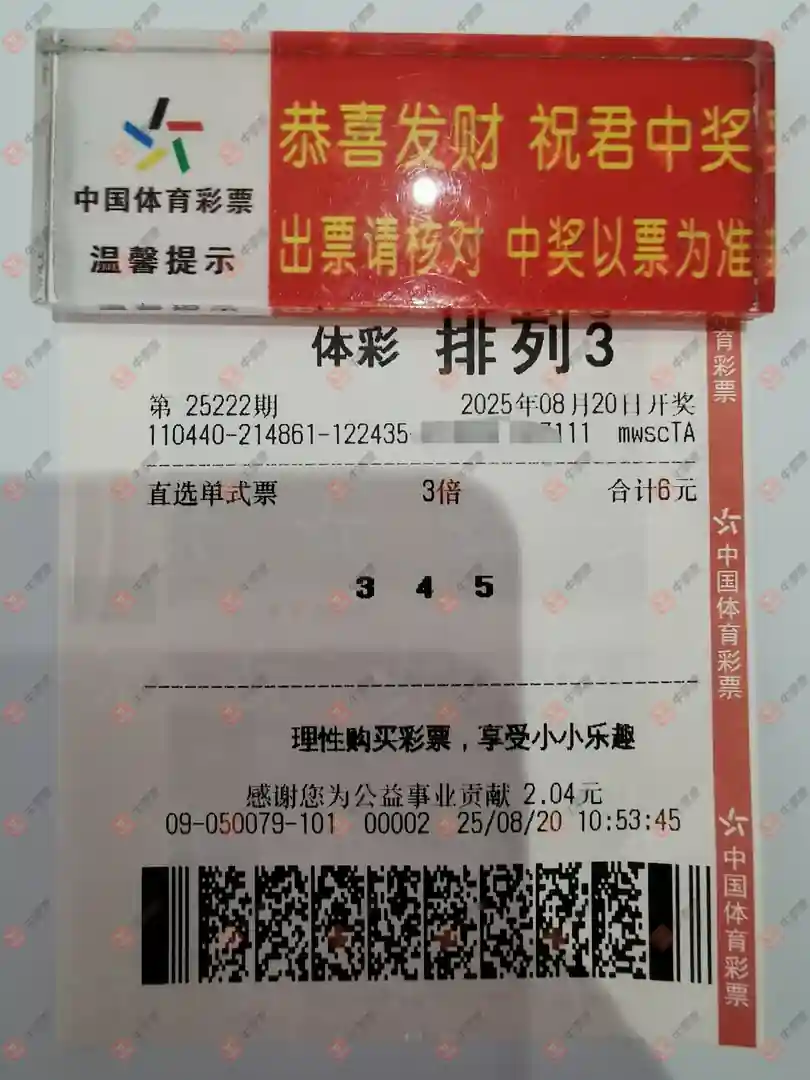 恭喜发财 祝君中奖
中国体育彩票
出票请核对 中奖以票为准
温馨提示
体彩 排列3
第 25222期 2025年08月20日开奖
110440-214861-122435 7111 mwscTA
直选单式票 3倍 合计6元
3 4 5
理性购买彩票，享受小小乐趣
感谢您为公益事业贡献 2.04元
09-050079-101 00002 25/08/20 10:53:45
育彩票
中国体育彩票
中国体育彩票